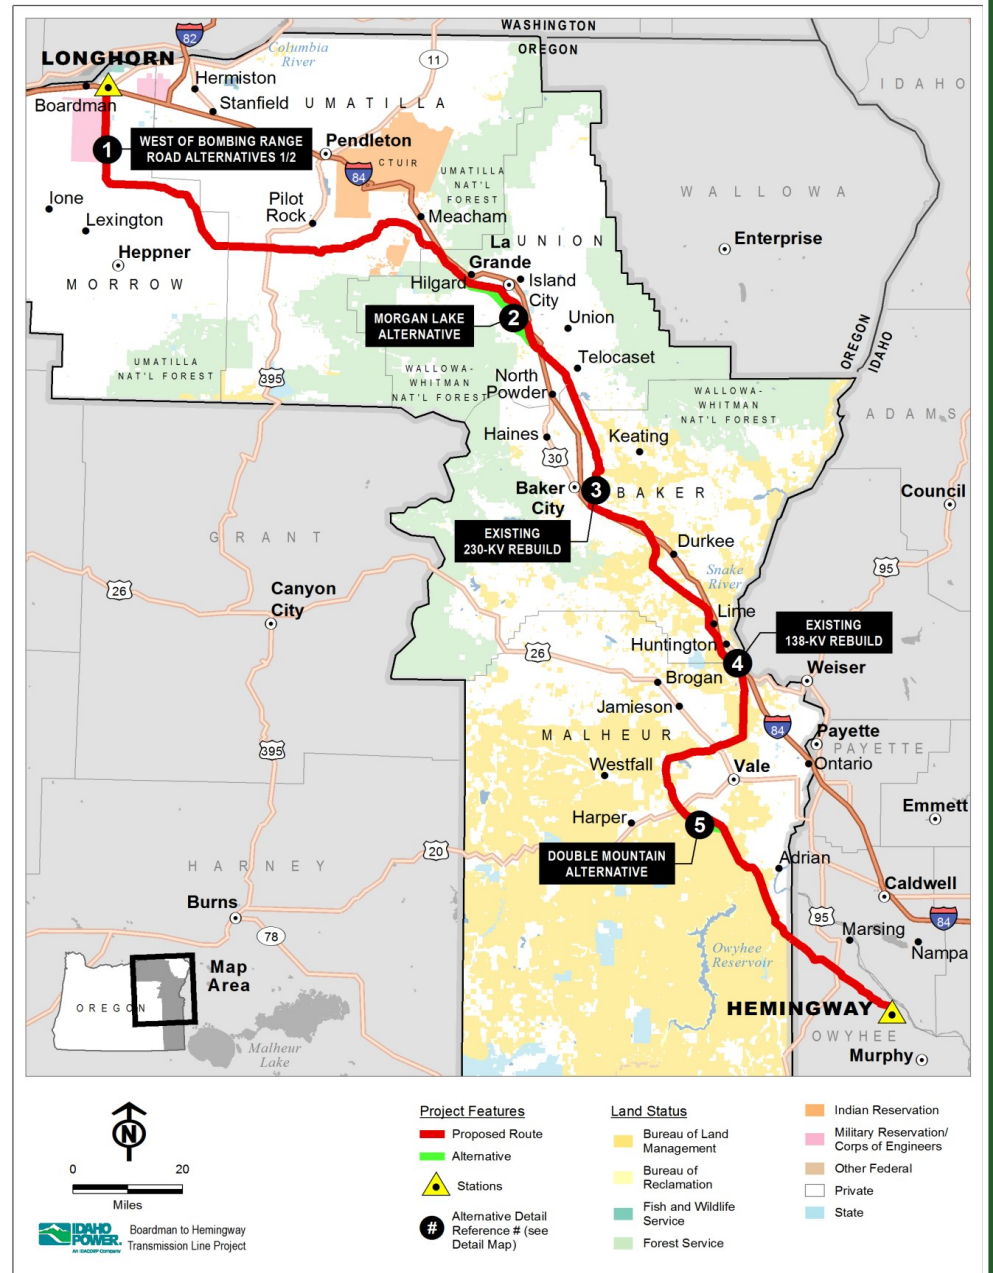 WASHINGTON
OREGON
IDAHO
82
Columbia
River
11
LONGHORN
Hermiston
Boardman
Stanfield
UMATILLA
1
WEST OF BOMBING RANGE
ROAD ALTERNATIVES 1/2
Pendleton
84
CTUIR
UMATILLA
NAT'L
FOREST
WALLOWA
Ione
Lexington
Pilot
Rock
Meacham
Heppner
MORROW
La
Grande
UNION
Enterprise
Hilgard
Island
City
MORGAN LAKE
ALTERNATIVE
2
Union
Telocaset
OREGON
IDAHO
UMATILLA
NAT'L FOREST
395
WALLOWA-
WHITMAN
NAT'L FOREST
North
Powder
WALLOWA-
WHITMAN
NAT'L FOREST
ADAMS
Haines
30
Keating
Baker
City
3
BAKER
Council
EXISTING
230-KV REBUILD
GRANT
Durkee
Snake
River
95
26
Canyon
City
Lime
EXISTING
138-KV REBUILD
Huntington
26
4
Weiser
Brogan
Jamieson
84
Payette
PAYETTE
395
MALHEUR
Westfall
Vale
Ontario
Harper
5
Emmett
20
DOUBLE MOUNTAIN
ALTERNATIVE
Adrian
HARNEY
Caldwell
Burns
95
84
78
Marsing
Nampa
Map
Area
OREGON
Owyhee
Reservoir
HEMINGWAY
OWYHEE
Malheur
Lake
Murphy
N
0
20
Miles
IDAHO
POWER.
An IDACORP Company
Boardman to Hemingway
Transmission Line Project
Project Features
Proposed Route
Alternative
Stations
#
Alternative Detail
Reference # (see
Detail Map)
Land Status
Bureau of Land
Management
Bureau of
Reclamation
Fish and Wildlife
Service
Forest Service
Indian Reservation
Military Reservation/
Corps of Engineers
Other Federal
Private
State